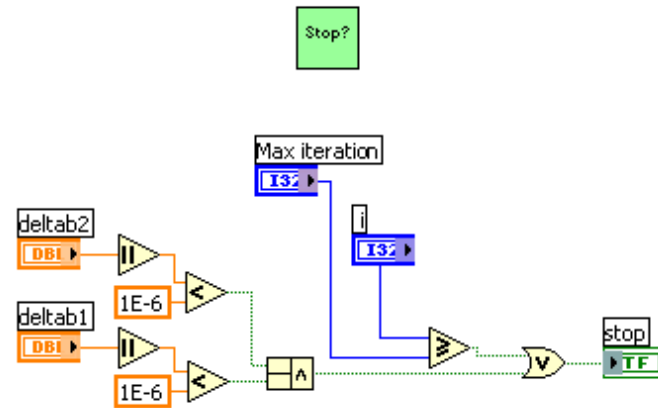 Stop?
Max iteration
I32
i
I32
deltab2
DBL
1E-6
deltab1
DBL
1E-6
stop
TF